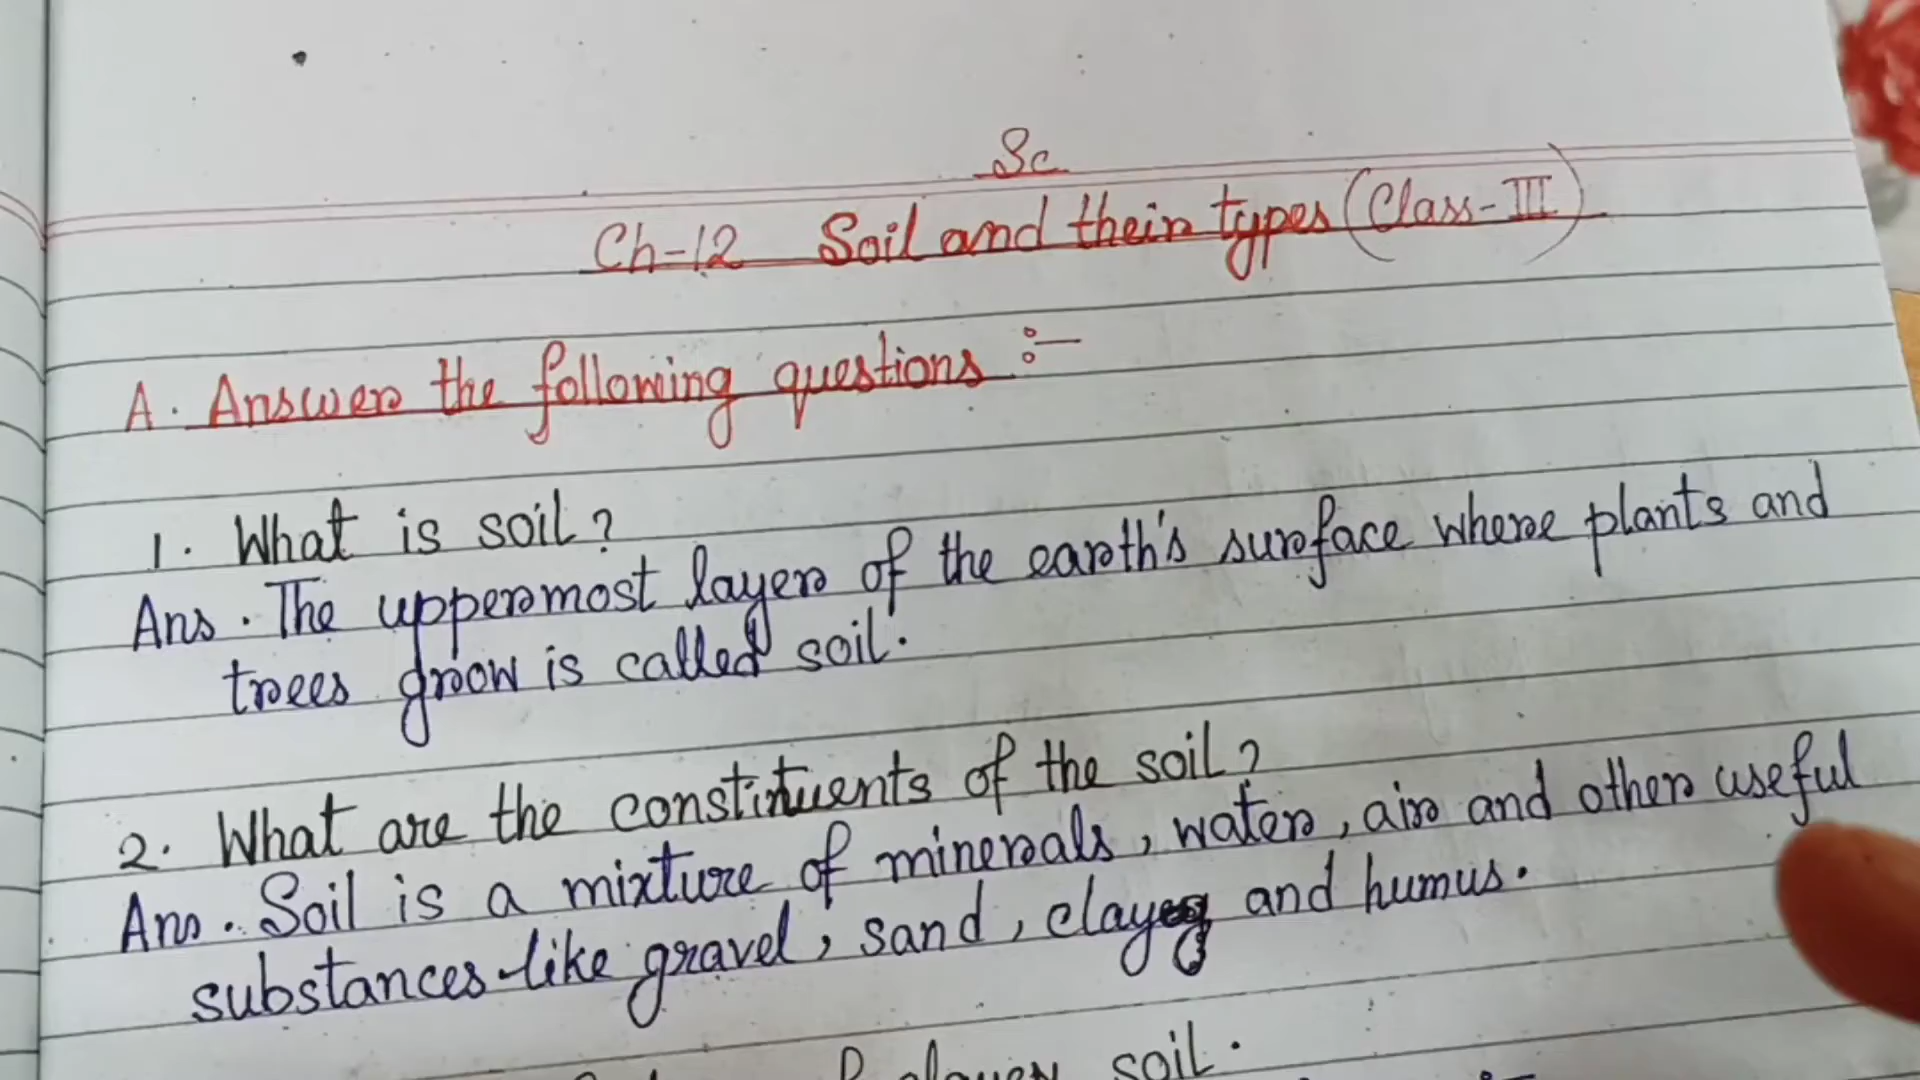 Sc
Ch-12 Soil and their types (Class-III)
A. Answer the following questions :-
1. What is soil?
Ans. The uppermost layer of the earth's surface where plants and
trees grow is called soil.
2. What are the constituents of the soil?
Ans. Soil is a mixture of minerals, water, air and other useful
substances like gravel, sand, clay and humus.
soil.